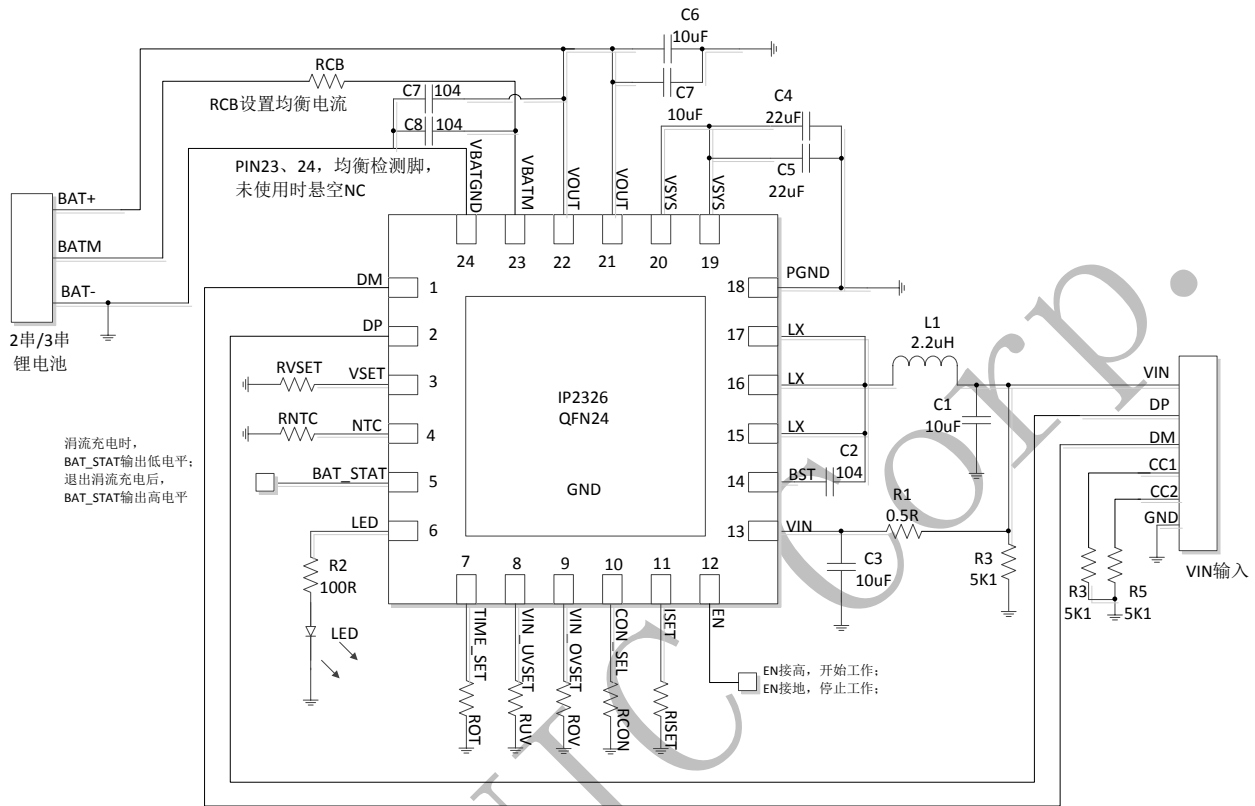 C6
10uF
RCB
C7
10uF
RCB设置均衡电流
C7 104
C8 104
C4
22uF
C5
22uF
PIN23、24，均衡检测脚，
未使用时悬空NC
VBATGND
VBATM
VOUT
VOUT
VSYS
VSYS
BAT+
BATM
BAT-
2串/3串
锂电池
24
23
22
21
20
19
DM
1
DP
2
RVSET
VSET
3
RNTC
NTC
4
BAT_STAT
5
LED
6
涓流充电时，
BAT_STAT输出低电平；
退出涓流充电后，
BAT_STAT输出高电平
IP2326
QFN24
GND
18
PGND
17
LX
16
LX
15
LX
14
BST
13
VIN
L1
2.2uH
C1
10uF
C2
104
R1
0.5R
C3
10uF
R3
5K1
VIN
DP
DM
CC1
CC2
GND
R3
5K1
R5
5K1
VIN输入
R2
100R
LED
7
8
9
10
11
12
TIME_SET
VIN_UVSET
VIN_OVSET
CON_SEL
ISET
EN
ROT
RUV
ROV
RCON
RISET
EN接高，开始工作；
EN接地，停止工作；
IC Corp.